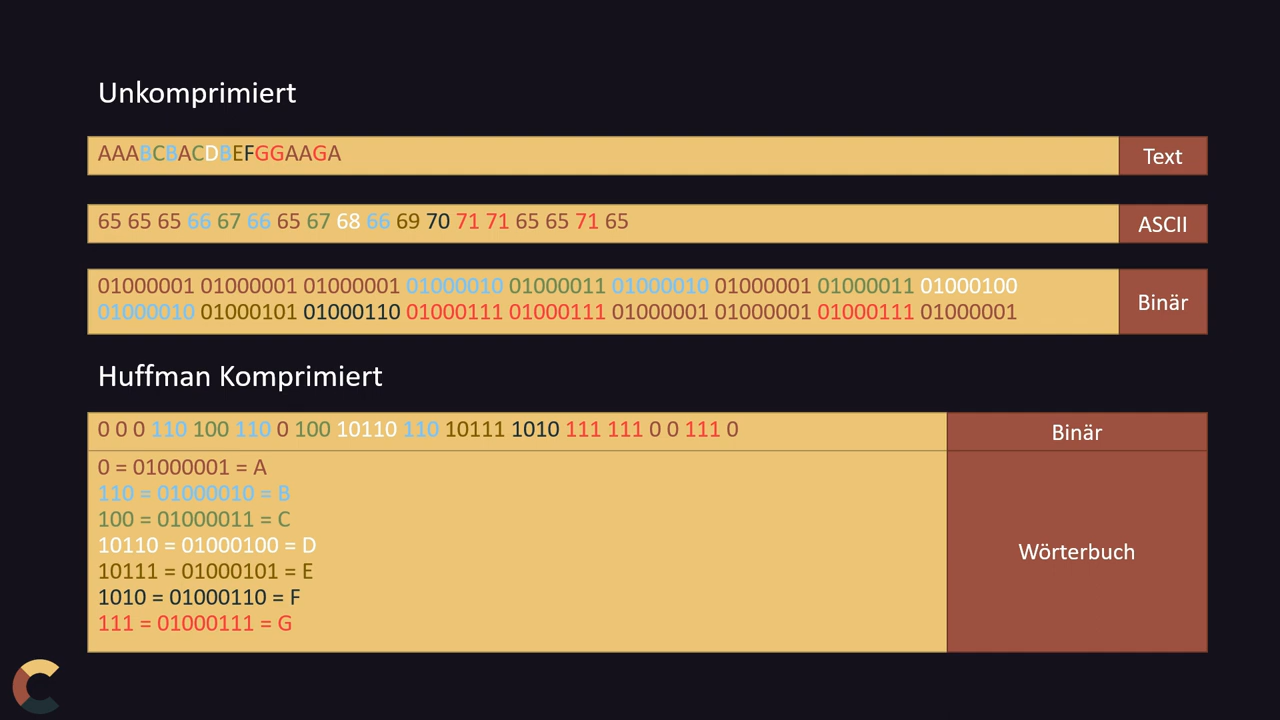 Unkomprimiert
AAABCBACDBEFGGAAGA
Text
65 65 65 66 67 66 65 67 68 66 69 70 71 71 65 65 71 65
ASCII
01000001 01000001 01000001 01000010 01000011 01000010 01000001 01000011 01000100
01000010 01000101 01000110 01000111 01000111 01000001 01000001 01000111 01000001
Binär
Huffman Komprimiert
0 0 0 110 100 110 0 100 10110 110 10111 1010 111 111 0 0 111 0
Binär
0 = 01000001 = A
110 = 01000010 = B
100 = 01000011 = C
10110 = 01000100 = D
10111 = 01000101 = E
1010 = 01000110 = F
111 = 01000111 = G
Wörterbuch